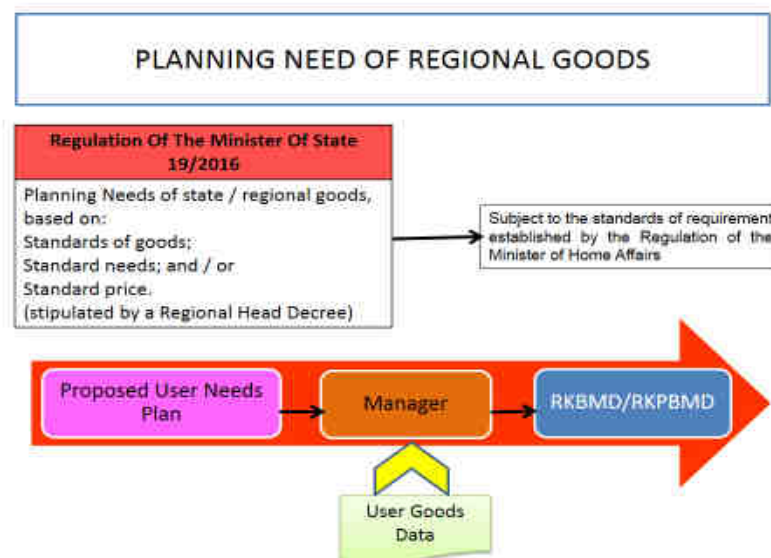 PLANNING NEED OF REGIONAL GOODS
Regulation Of The Minister Of State
19/2016
Planning Needs of state / regional goods,
based on:
Standards of goods;
Standard needs; and / or
Standard price.
(stipulated by a Regional Head Decree)
Subject to the standards of requirement
established by the Regulation of the
Minister of Home Affairs
Proposed User Needs
Plan
Manager
RKBMD/RKPBMD
User Goods
Data